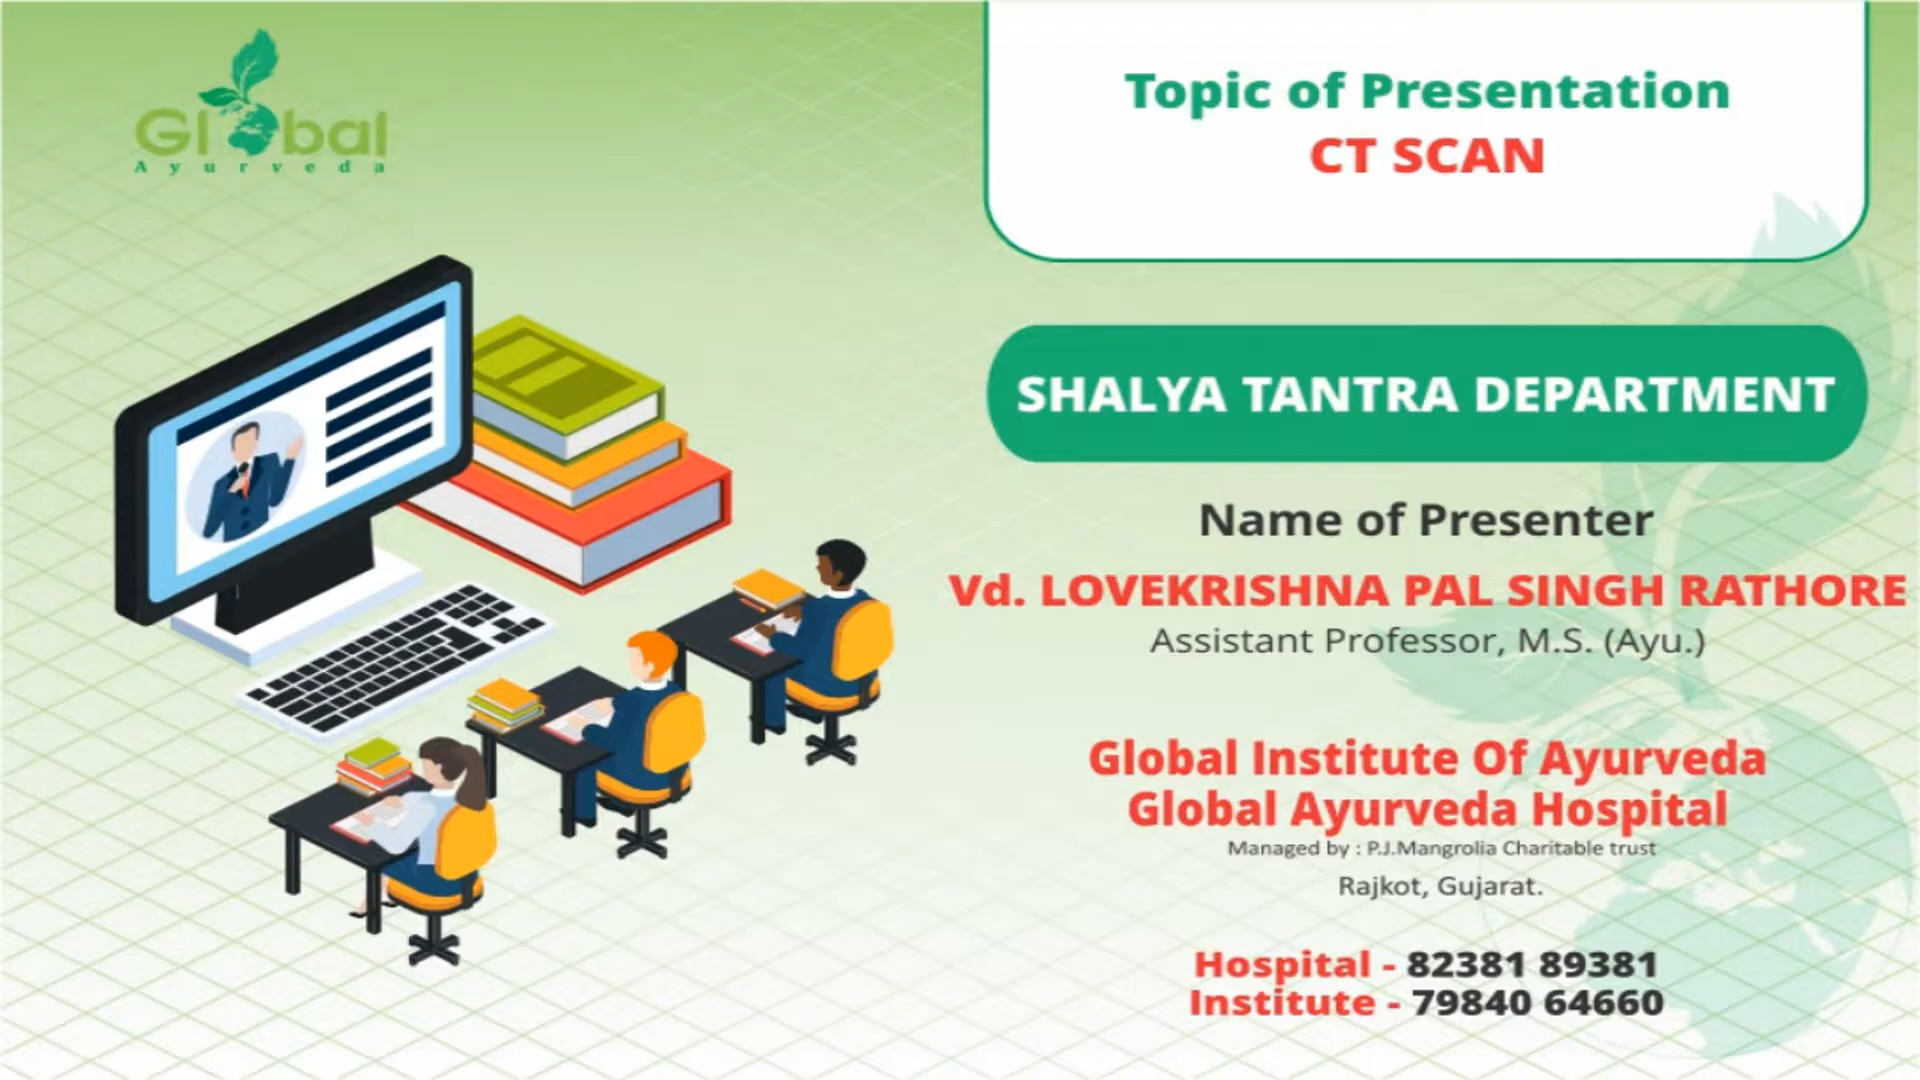 Global
Ayurveda
Topic of Presentation
CT SCAN
SHALYA TANTRA DEPARTMENT
Name of Presenter
Vd. LOVEKRISHNA PAL SINGH RATHORE
Assistant Professor, M.S. (Ayu.)
Global Institute Of Ayurveda
Global Ayurveda Hospital
Managed by : P.J.Mangrolia Charitable trust
Rajkot, Gujarat.
Hospital - 82381 89381
Institute - 79840 64660